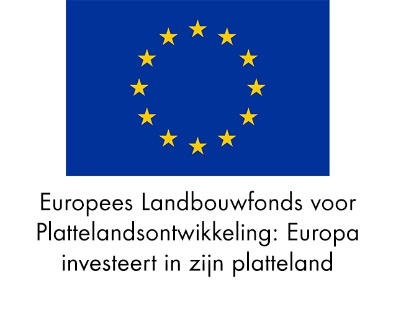 Europees Landbouwfonds voor
Plattelandsontwikkeling: Europa
investeert in zijn platteland